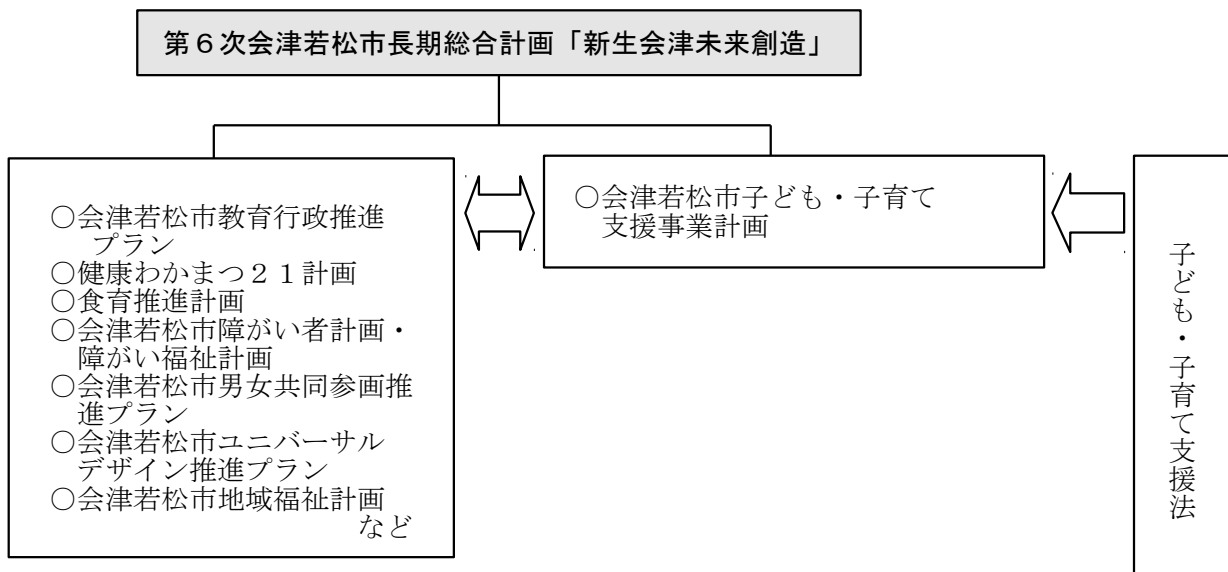 第６次会津若松市長期総合計画「新生会津未来創造」
○会津若松市教育行政推進
プラン
○健康わかまつ２１計画
○食育推進計画
○会津若松市障がい者計画・
障がい福祉計画
○会津若松市男女共同参画推
進プラン
○会津若松市ユニバーサル
デザイン推進プラン
○会津若松市地域福祉計画
など
○会津若松市子ども・子育て
支援事業計画
子ども・子育て支援法